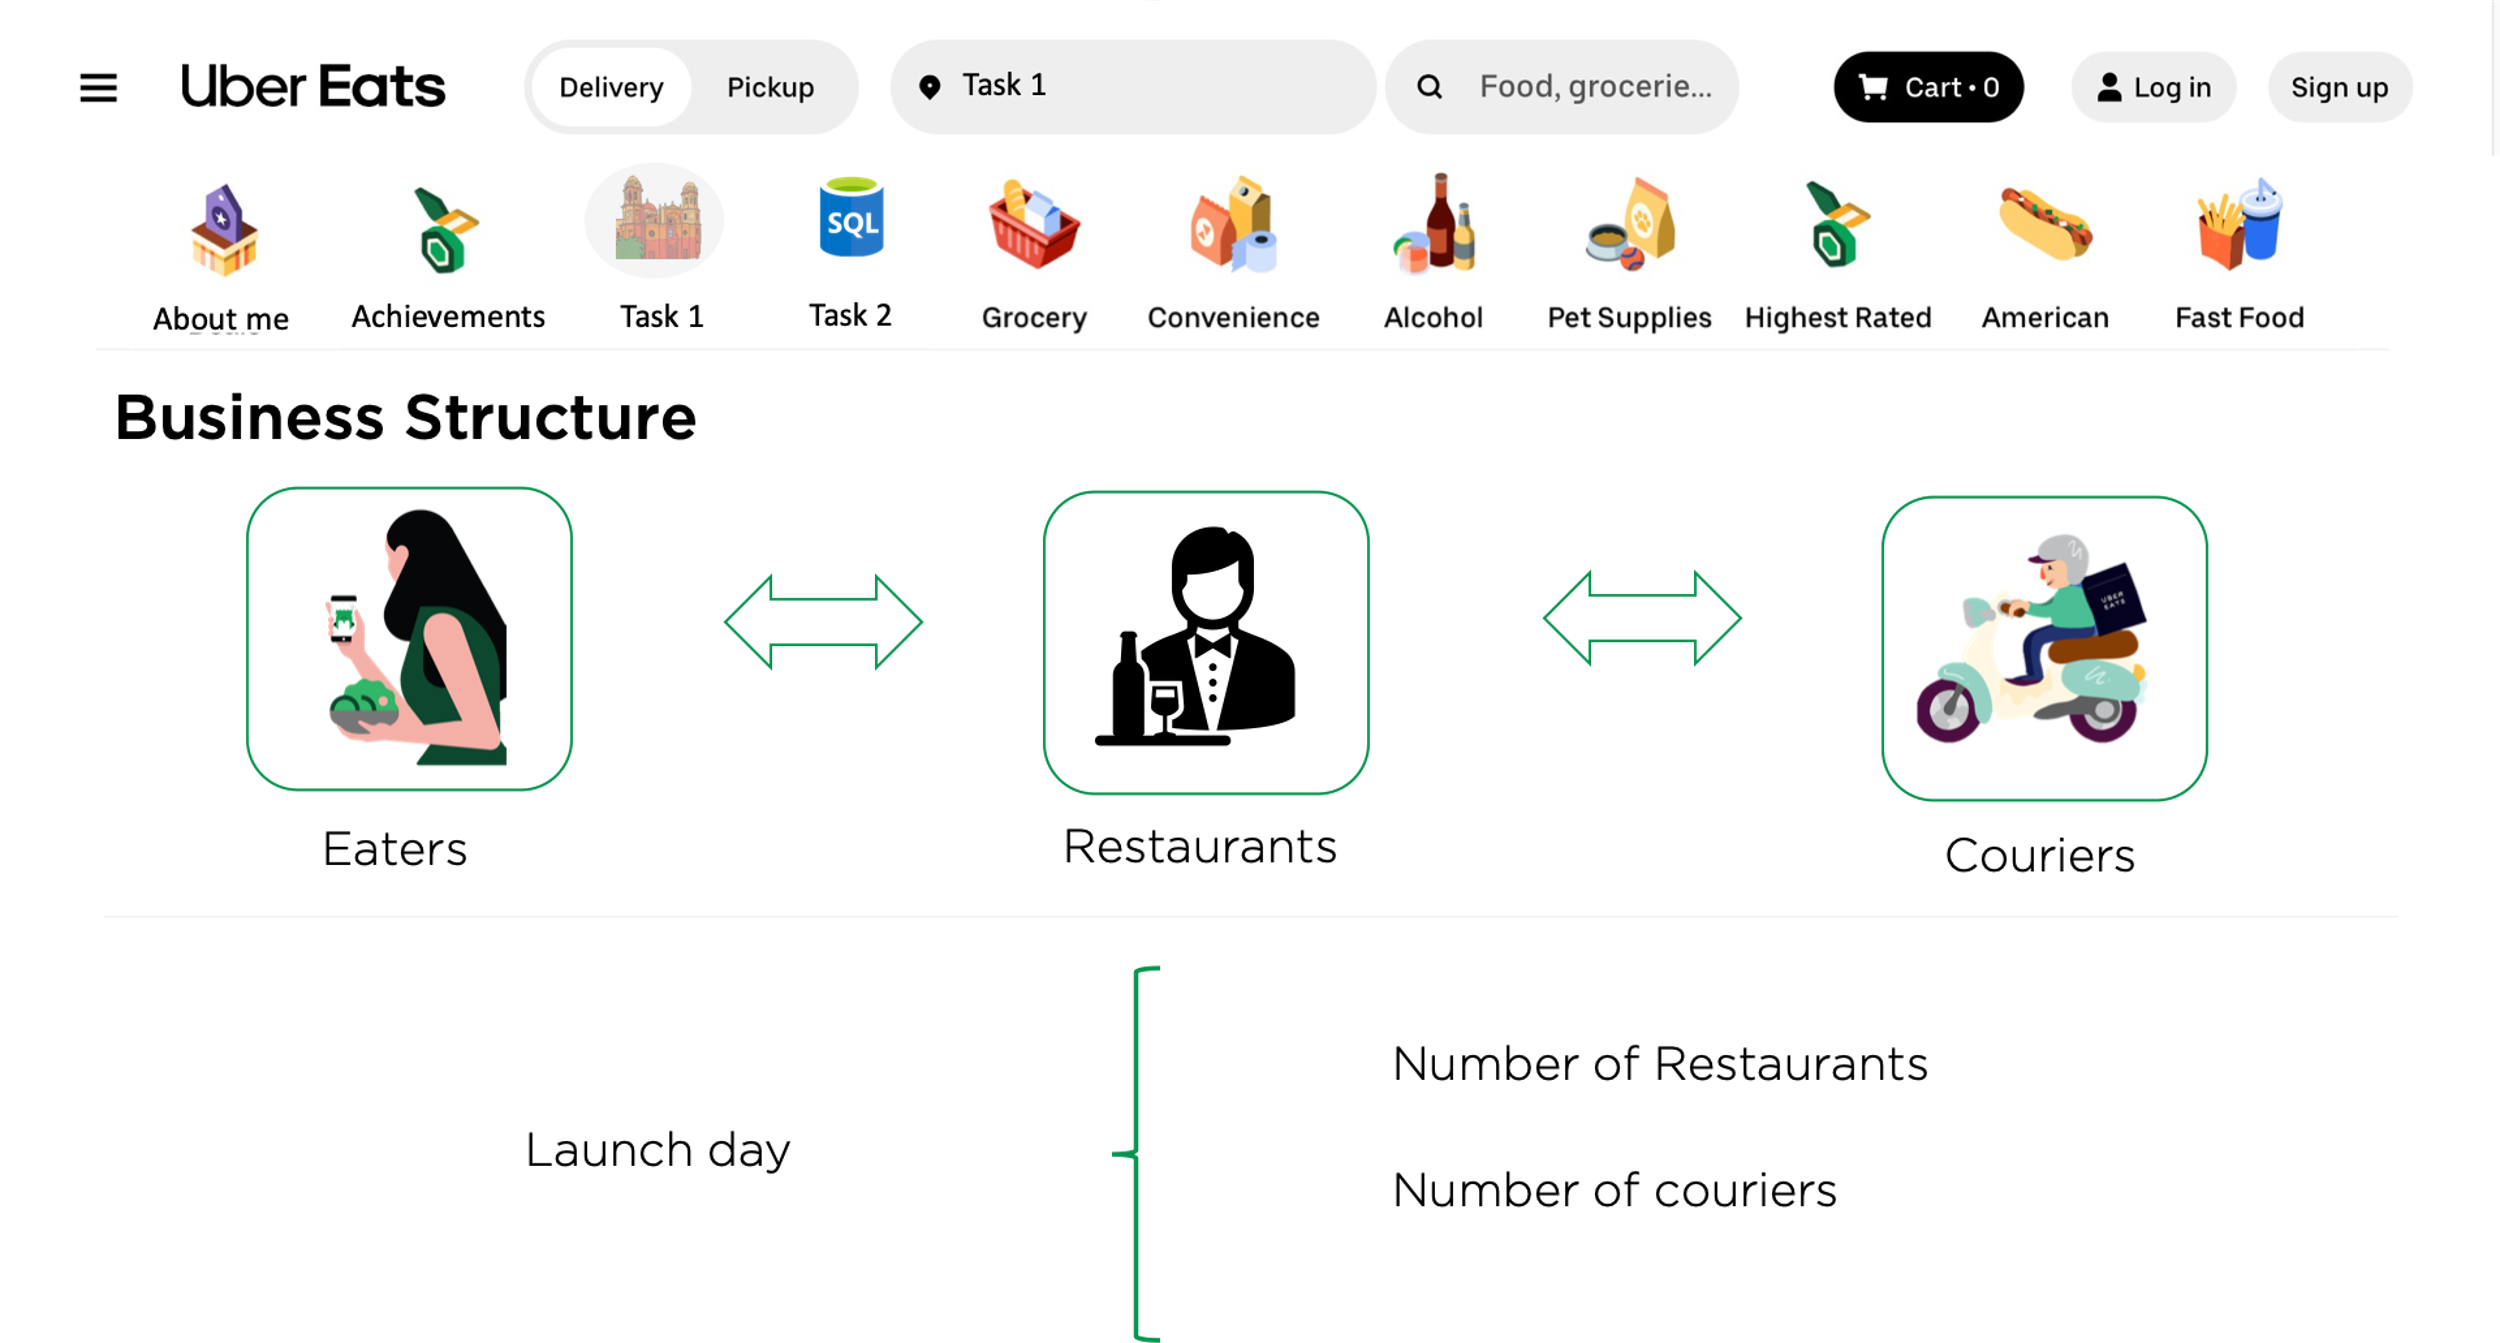 Uber Eats
Delivery Pickup
Task 1
Food, grocerie...
Cart • 0
Log in
Sign up
About me
Achievements
Task 1
SQL
Task 2
Grocery
Convenience
Alcohol
Pet Supplies
Highest Rated
American
Fast Food
Business Structure
UBER
EATS
Eaters
Restaurants
Couriers
Launch day
Number of Restaurants
Number of couriers